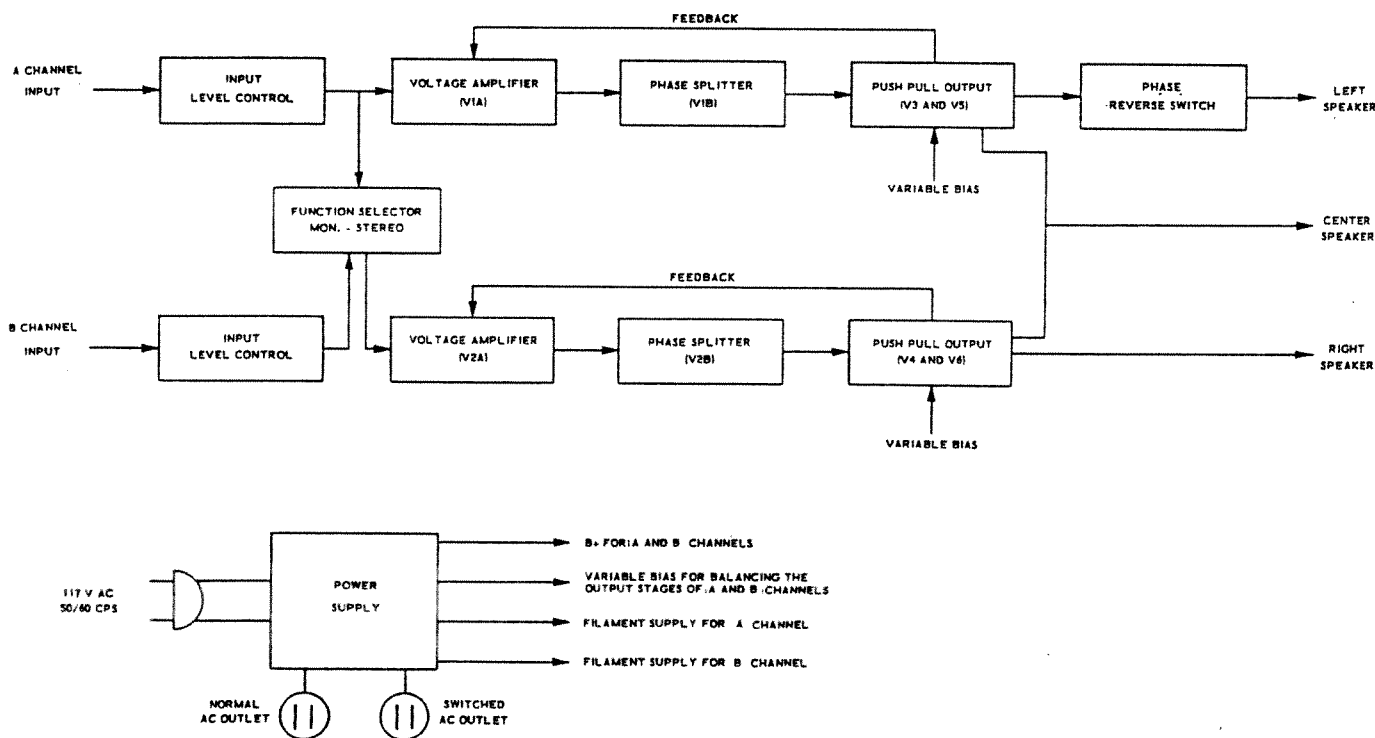 FEEDBACK
A CHANNEL
INPUT
INPUT
LEVEL CONTROL
VOLTAGE AMPLIFIER
(V1A)
PHASE SPLITTER
(V1B)
PUSH PULL OUTPUT
(V3 AND V5)
PHASE
REVERSE SWITCH
LEFT
SPEAKER
VARIABLE BIAS
FUNCTION SELECTOR
MON. - STEREO
CENTER
SPEAKER
FEEDBACK
B CHANNEL
INPUT
INPUT
LEVEL CONTROL
VOLTAGE AMPLIFIER
(V2A)
PHASE SPLITTER
(V2B)
PUSH PULL OUTPUT
(V4 AND V6)
RIGHT
SPEAKER
VARIABLE BIAS
117 V AC
50/60 CPS
POWER
SUPPLY
B+ FOR A AND B CHANNELS
VARIABLE BIAS FOR BALANCING THE
OUTPUT STAGES OF A AND B CHANNELS
FILAMENT SUPPLY FOR A CHANNEL
FILAMENT SUPPLY FOR B CHANNEL
NORMAL
AC OUTLET
SWITCHED
AC OUTLET